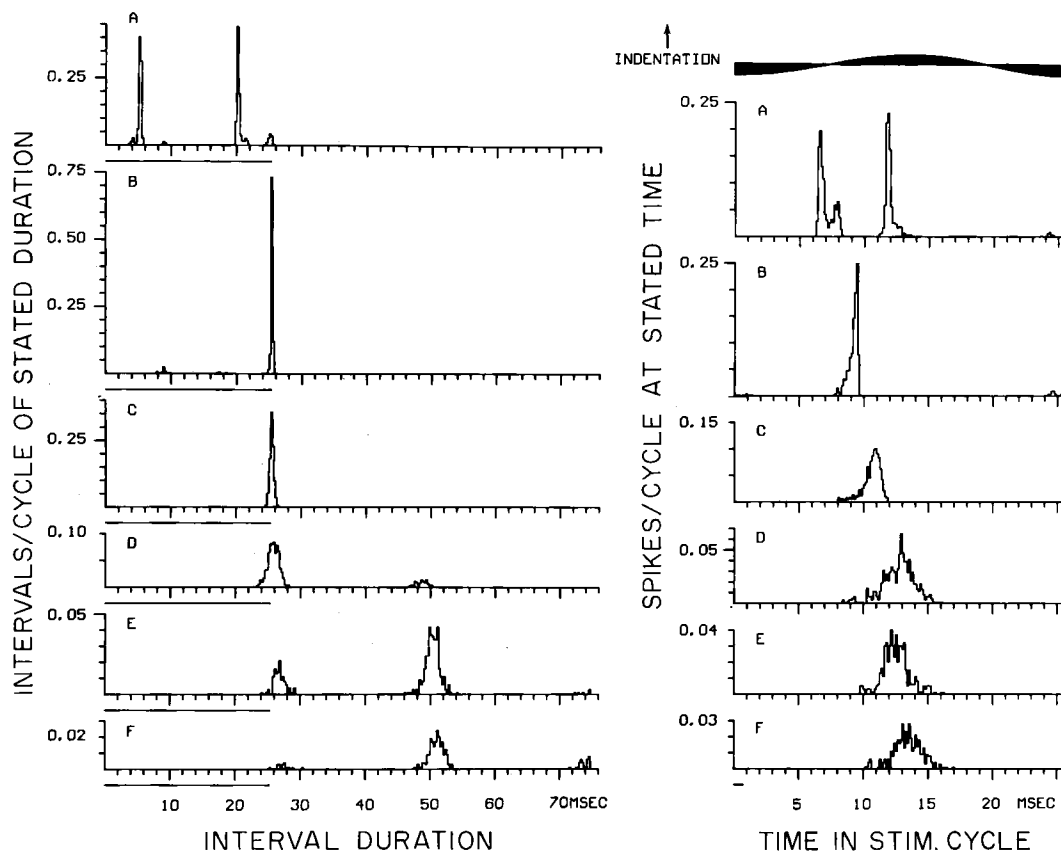 INTERVALS/CYCLE OF STATED DURATION
A
0.25
B
0.75
0.50
0.25
C
0.25
D
0.10
E
0.05
F
0.02
10
20
30
40
50
60
70MSEC
INTERVAL DURATION
INDENTATION
SPIKES/CYCLE AT STATED TIME
0.25
A
0.25
B
0.15
C
D
0.05
0.04
E
0.03
F
5
10
15
20
MSEC
TIME IN STIM. CYCLE